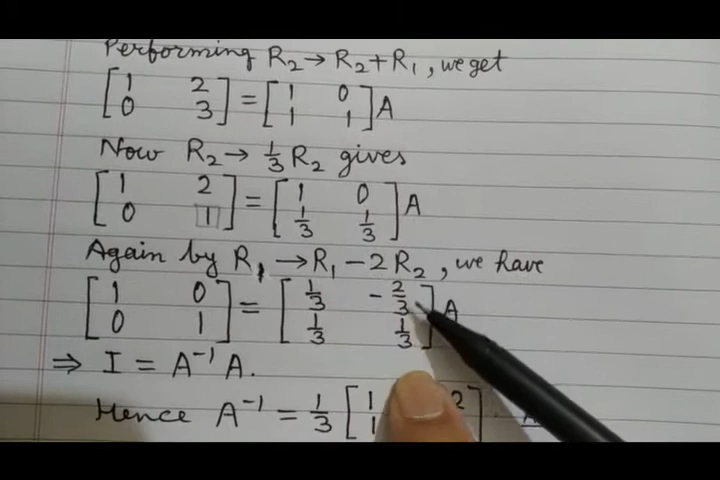 Performing R₂→R₂+R₁, we get
[1 2
0 3] = [1 0
1 1] A
Now R₂→ 1/3 R₂ gives
[1 2
0 1] = [1 0
1/3 1/3] A
Again by R₁→R₁-2R₂, we have
[1 0
0 1] = [1/3 -2/3
1/3 1/3] A
⇒ I = A⁻¹A.
Hence A⁻¹ = 1/3 [1 2
1 ]